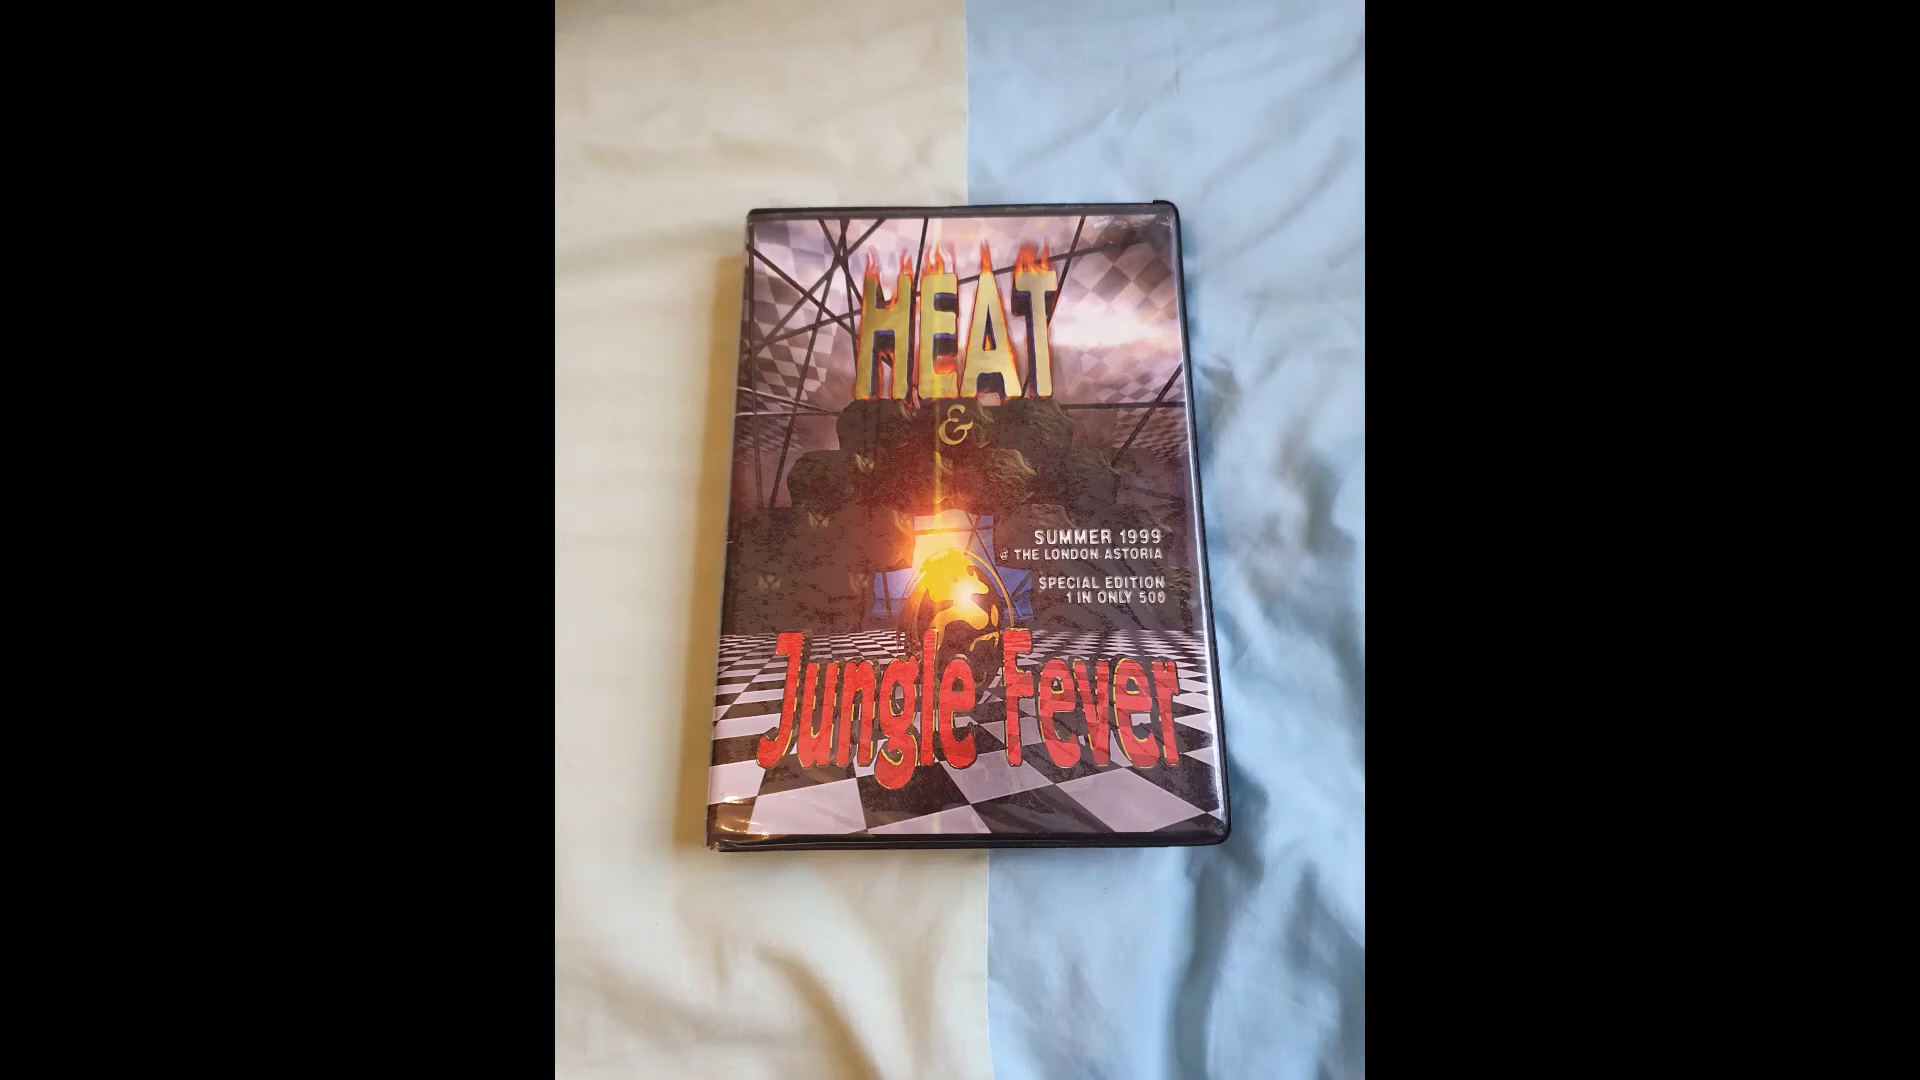 HEAT
&
SUMMER 1999
@ THE LONDON ASTORIA
SPECIAL EDITION
1 IN ONLY 500
Jungle Fever